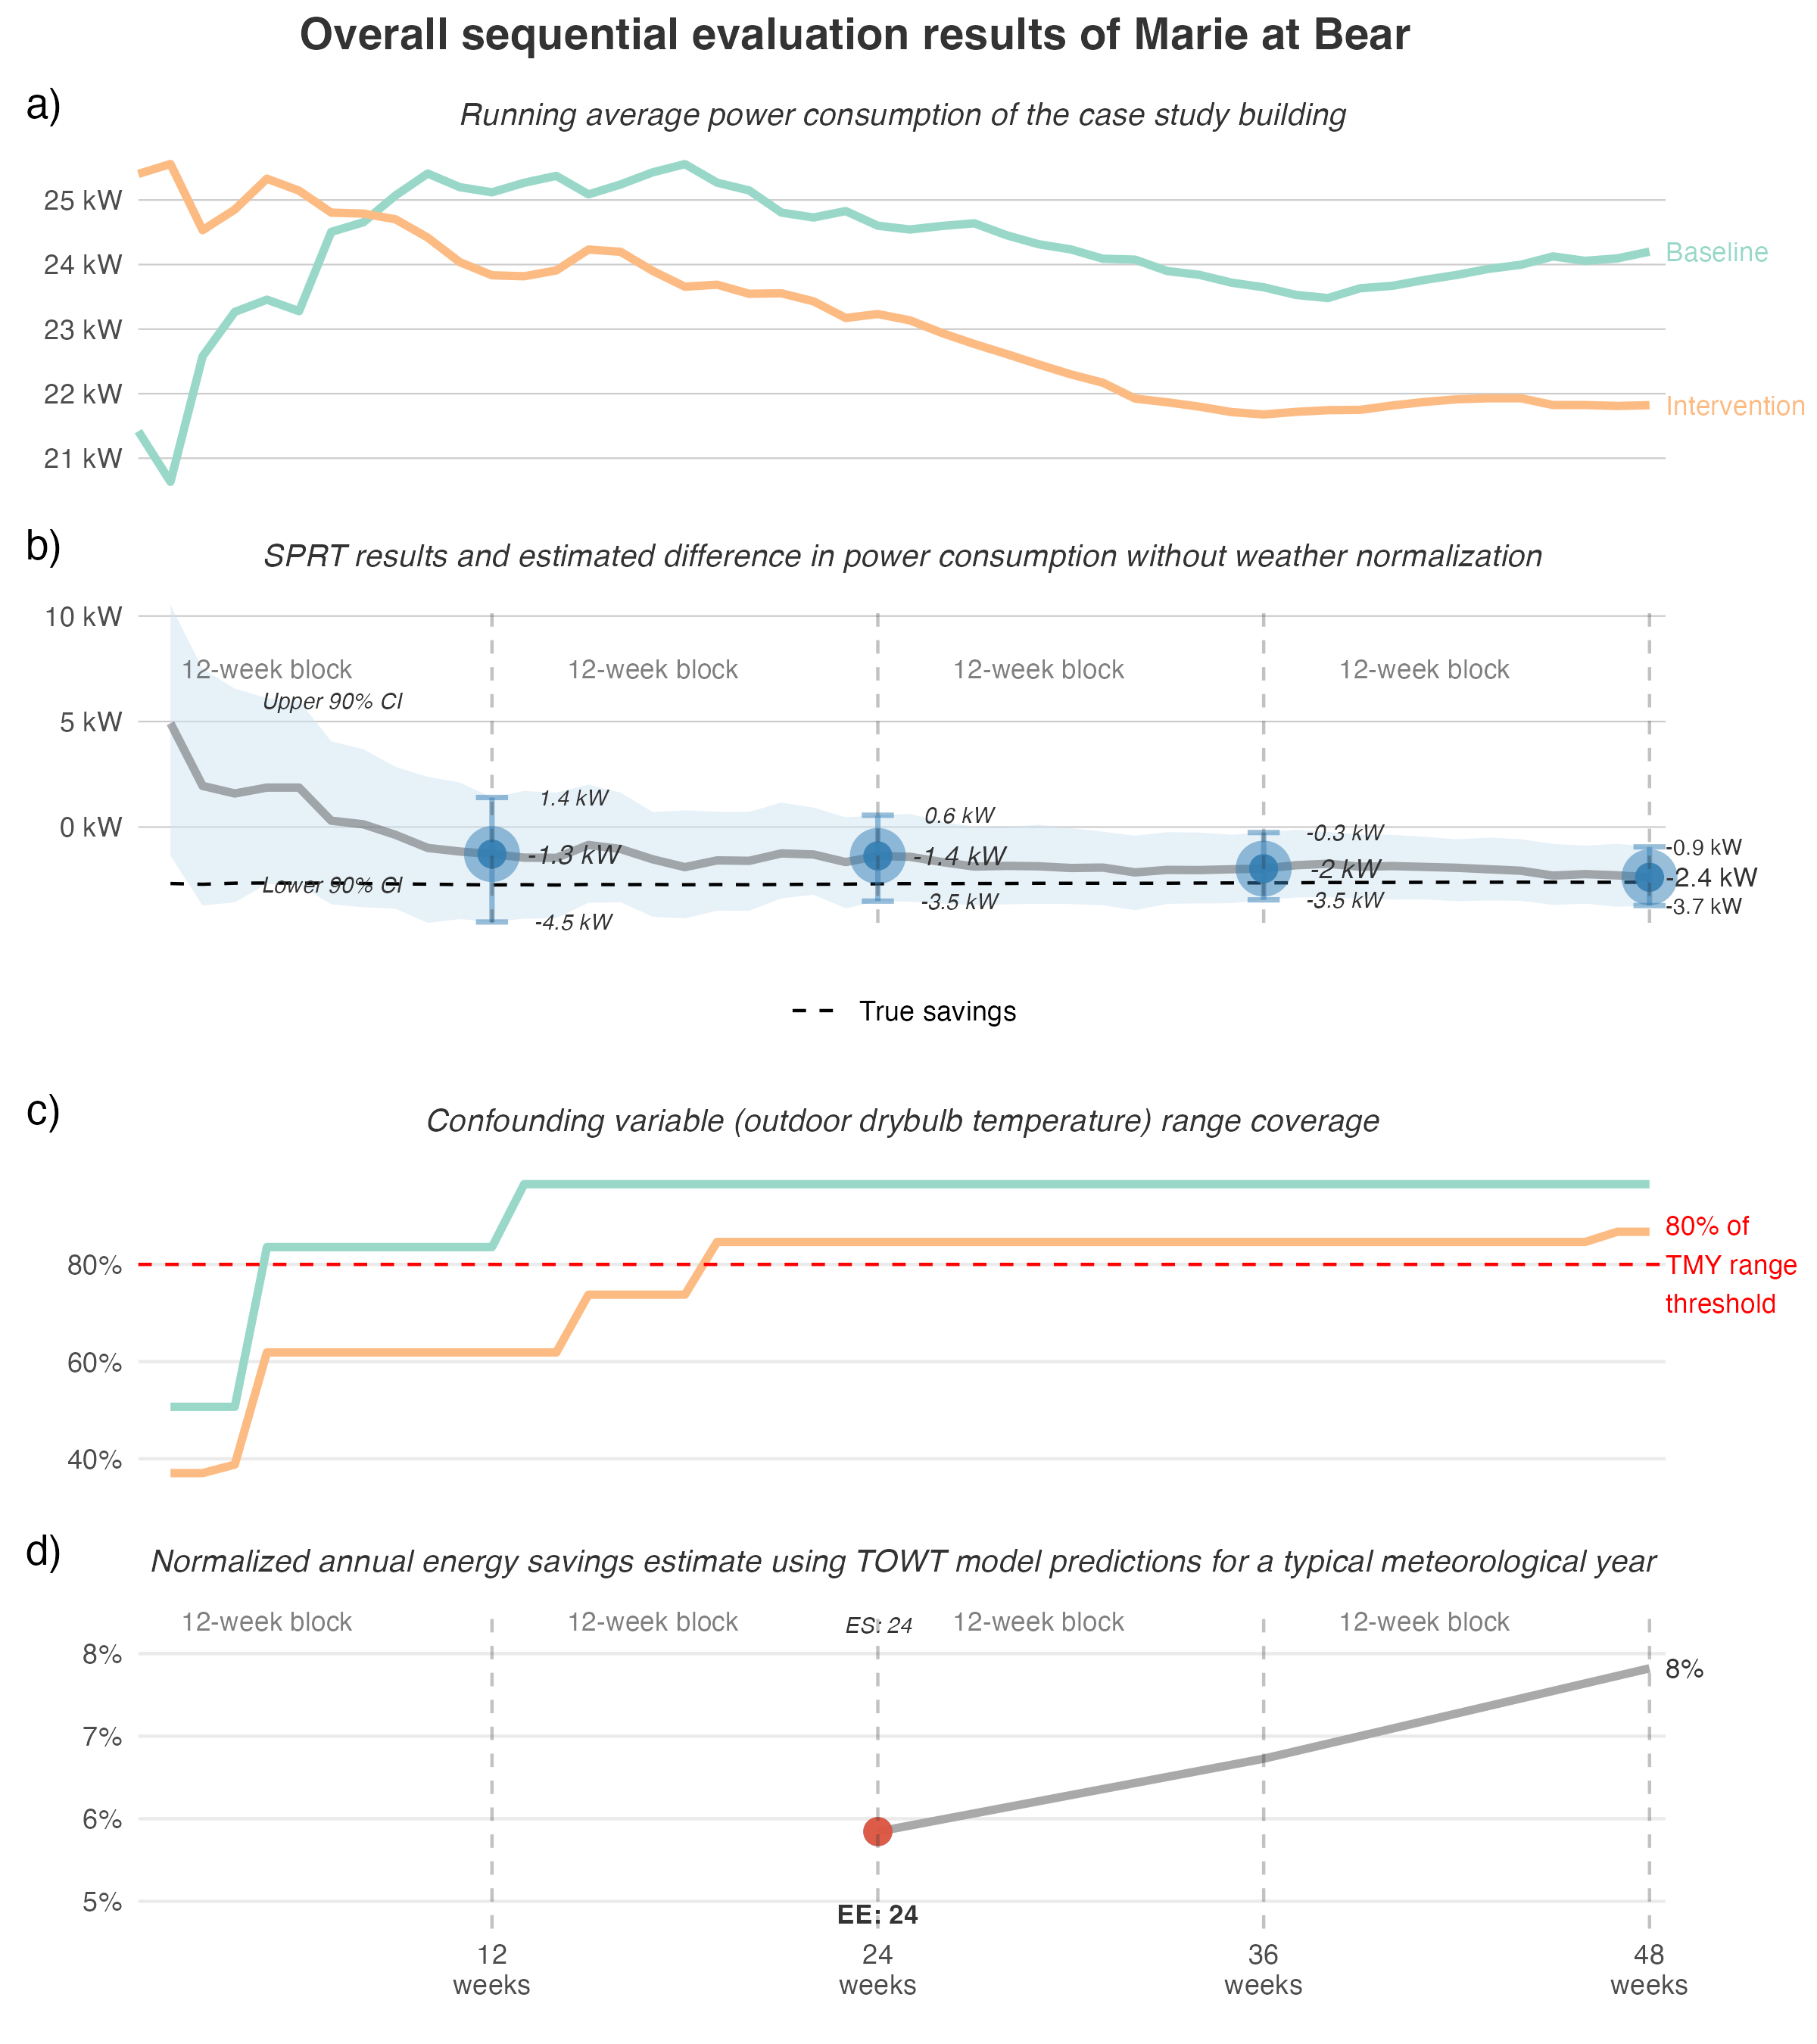 Overall sequential evaluation results of Marie at Bear
a)
Running average power consumption of the case study building
25 kW
24 kW
23 kW
22 kW
21 kW
Baseline
Intervention
b)
SPRT results and estimated difference in power consumption without weather normalization
10 kW
5 kW
0 kW
12-week block
12-week block
12-week block
12-week block
Upper 90% CI
Lower 90% CI
1.4 kW
-1.3 kW
-4.5 kW
0.6 kW
-1.4 kW
-3.5 kW
-0.3 kW
-2 kW
-3.5 kW
-0.9 kW
-2.4 kW
-3.7 kW
True savings
c)
Confounding variable (outdoor drybulb temperature) range coverage
80%
60%
40%
80% of
TMY range
threshold
d)
Normalized annual energy savings estimate using TOWT model predictions for a typical meteorological year
12-week block
12-week block
ES: 24
12-week block
12-week block
8%
7%
6%
5%
8%
EE: 24
12
weeks
24
weeks
36
weeks
48
weeks